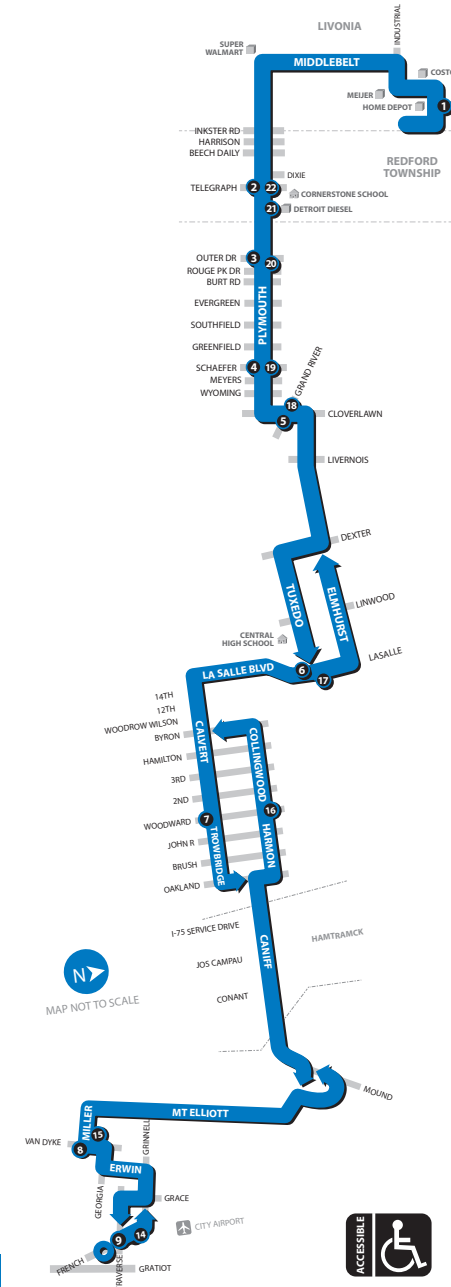 LIVONIA
INDUSTRIAL
SUPER
WALMART
MIDDLEBELT
MEIJER
HOME DEPOT
1
INKSTER RD
HARRISON
BEECH DAILY
REDFORD
TOWNSHIP
DIXIE
TELEGRAPH
2
22
CORNERSTONE SCHOOL
21
DETROIT DIESEL
OUTER DR
3
20
ROUGE PK DR
BURT RD
EVERGREEN
PLYMOUTH
SOUTHFIELD
GREENFIELD
SCHAEFER
4
19
MEYERS
WYOMING
GRAND RIVER
18
5
CLOVERLAWN
LIVERNOIS
DEXTER
TUXEDO
ELMHURST
LINWOOD
CENTRAL
HIGH SCHOOL
LASALLE
6
17
LA SALLE BLVD
14TH
12TH
WOODROW WILSON
BYRON
CALVERT
COLLINGWOOD
HAMILTON
3RD
2ND
WOODWARD
7
16
TROWBRIDGE
HARMON
JOHN R
BRUSH
OAKLAND
I-75 SERVICE DRIVE
HAMTRAMCK
CANIFF
JOS CAMPAU
CONANT
N
MAP NOT TO SCALE
MOUND
MT ELLIOTT
MILLER
15
VAN DYKE
8
GRINNELL
ERWIN
GEORGIA
GRACE
CITY AIRPORT
9
14
FRENCH
GRATIOT
ACCESSIBLE